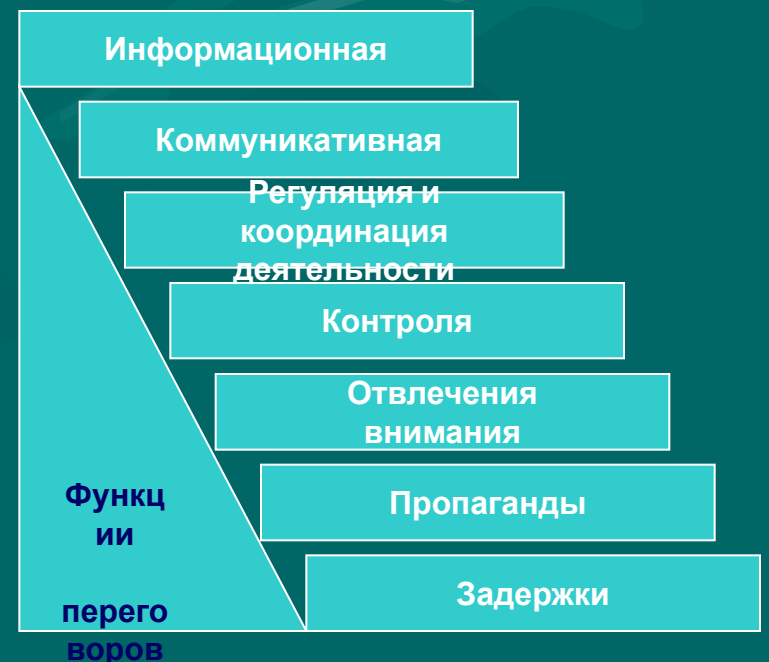 Информационная
Коммуникативная
Регуляция и
координация
деятельности
Контроля
Отвлечения
внимания
Пропаганды
Задержки
Функц
ии
перего
воров